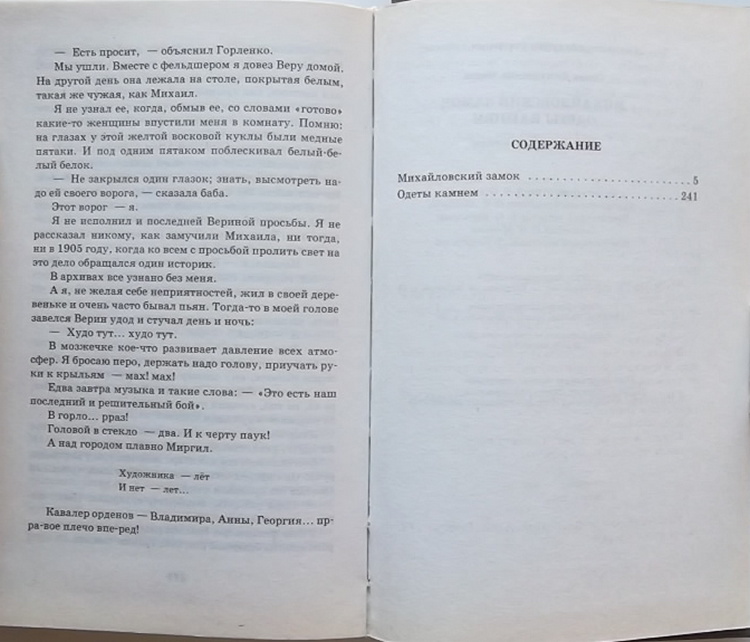 — Есть просит, — объяснил Горленко.
Мы ушли. Вместе с фельдшером я довез Веру домой.
На другой день она лежала на столе, покрытая белым,
такая же чужая, как Михаил.
Я не узнал ее, когда, обмыв ее, со словами «готово»
какие-то женщины впустили меня в комнату. Помню:
на глазах у этой желтой восковой куклы были медные
пятаки. И под одним пятаком поблескивал белый-бе-
лый белок.
— Не закрылся один глазок; знать, высмотреть на-
до ей своего ворога, — сказала баба.
Этот ворог — я.
Я не исполнил и последней Вериной просьбы. Я не
рассказал никому, как замучили Михаила, ни тогда,
ни в 1905 году, когда ко всем с просьбой пролить свет на
это дело обращался один историк.
В архивах все узнано без меня.
А я, не желая себе неприятностей, жил в своей дере-
веньке и очень часто бывал пьян. Тогда-то в моей голове
завелся Верин удод и стучал день и ночь:
— Худо тут... худо тут.
В мозжечке кое-что развивает давление всех атмо-
сфер. Я бросаю перо, держать надо голову, приучать ру-
ки к крыльям — мах! мах!
Едва завтра музыка и такие слова: — «Это есть наш
последний и решительный бой».
В горло... рраз!
Головой в стекло — два. И к черту паук!
А над городом плавно Миргил.
Художника — лёт
И нет — лет...
Кавалер орденов — Владимира, Анны, Георгия... пр-
ра-вое плечо впе-ред!
СОДЕРЖАНИЕ
Михайловский замок . . . . . . . . . . . . . . . . . . . . . . . 5
Одеты камнем . . . . . . . . . . . . . . . . . . . . . . . . . . . 241